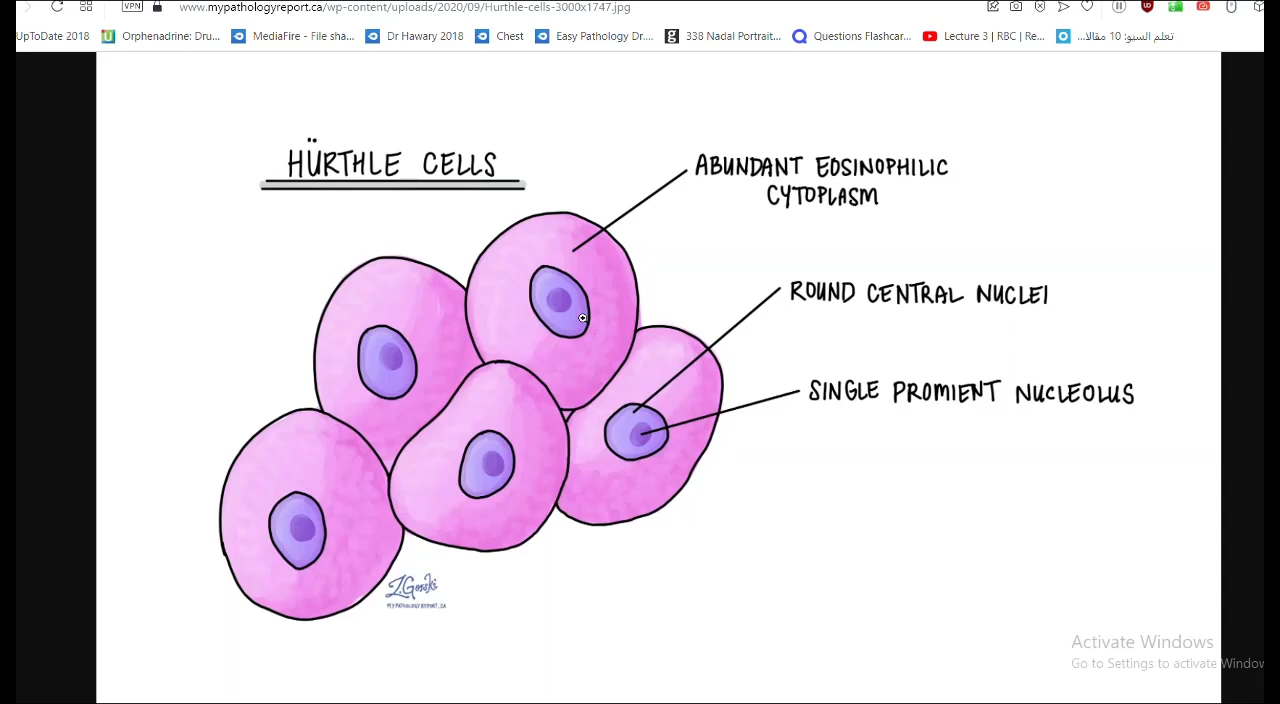 VPN
www.mypathologyreport.ca/wp-content/uploads/2020/09/Hurthle-cells-3000x1747.jpg
UpToDate 2018
Orphenadrine: Dru...
MediaFire - File sha...
Dr Hawary 2018
Chest
Easy Pathology Dr....
338 Nadal Portrait...
Questions Flashcar...
Lecture 3 | RBC | Re...
تعلم السيو: 10 مقالا...
HÜRTHLE CELLS
ABUNDANT EOSINOPHILIC
CYTOPLASM
ROUND CENTRAL NUCLEI
SINGLE PROMIENT NUCLEOLUS
Z.Gorski
MYPATHOLOGYREPORT.CA
Activate Windows
Go to Settings to activate Window